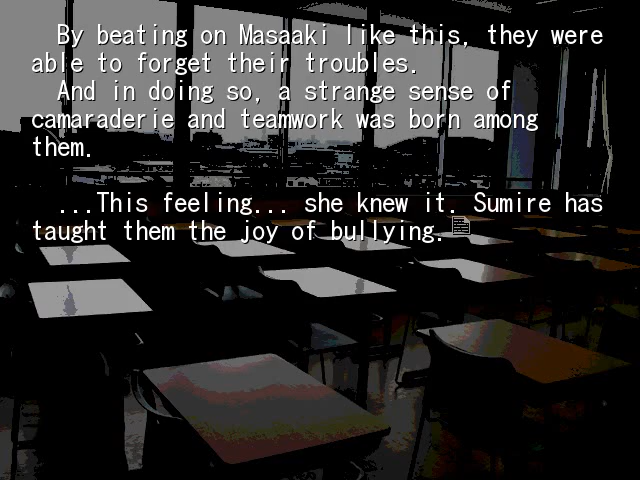 By beating on Masaaki like this, they were
able to forget their troubles.
And in doing so, a strange sense of
camaraderie and teamwork was born among
them.
...This feeling... she knew it. Sumire has
taught them the joy of bullying.